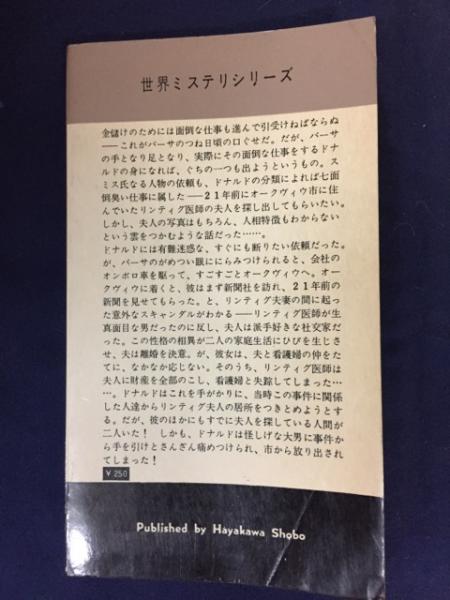 世界ミステリシリーズ
金儲けのためには面倒な仕事も進んで引受けねばならぬ
――これがバーサのつね日頃の口ぐせだ。だが、バーサ
の手となり足となり、実際にその面倒な仕事をするドナ
ルドの身になれば、ぐちの一つも出ようというもの。ス
ミス氏なる人物の依頼も、ドナルドの分類によれば七面
倒臭い仕事に属した――21年前にオークヴィウ市に住
んでいたリンティグ医師の夫人を探し出してもらいたい。
しかし、夫人の写真はもちろん、人相特徴もわからない
という雲をつかむような話だった……。
ドナルドには有難迷惑な、すぐにも断りたい依頼だった。
が、バーサのがめつい眼ににらみつけられると、会社の
オンボロ車を駆って、すごすごとオークヴィウへ。オー
クヴィウに着くと、彼はまず新聞社を訪れ、21年前の
新聞を見せてもらった。と、リンティグ夫妻の間に起っ
た意外なスキャンダルがわかる――リンティグ医師が生
真面目な男だったのに反し、夫人は派手好きな社交家だ
った。この性格の相異が二人の家庭生活にひびを生じさ
せ、夫は離婚を決意。が、彼女は、夫と看護婦の仲をた
てに、なかなか応じない。そのうち、リンティグ医師は
夫人に財産を全部のこし、看護婦と失踪してしまった…
…。ドナルドはこれを手がかりに、当時この事件に関係
した人達からリンティグ夫人の居所をつきとめようとす
る。だが、彼のほかにもすでに夫人を探している人間が
二人いた！ しかも、ドナルドは怪しげな大男に事件か
ら手を引けとさんざん痛めつけられ、市から放り出され
てしまった！
￥250
Published by Hayakawa Shobo